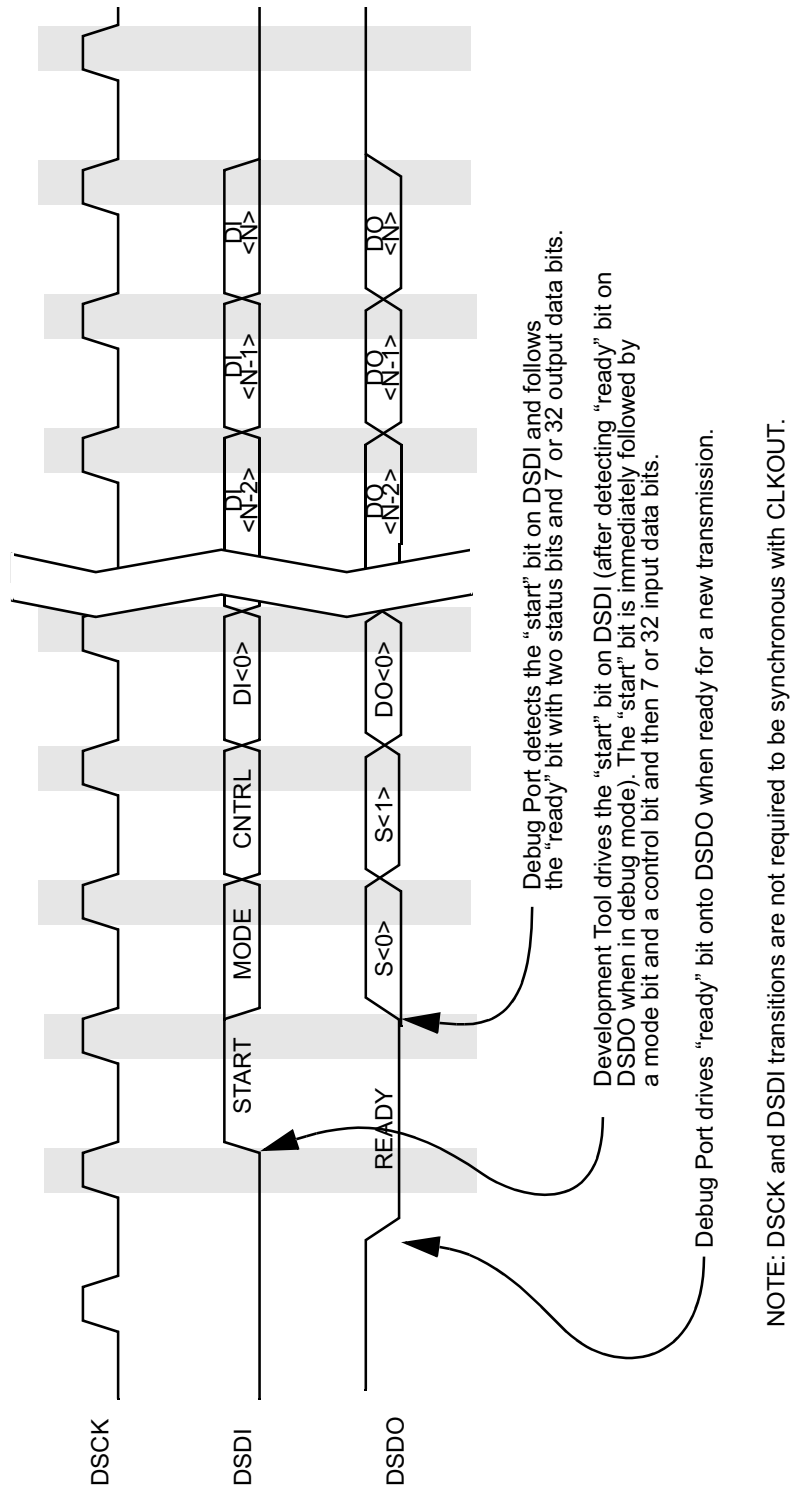 DSCK
DSDI
START
MODE
CNTRL
DI<0>
DI
<N-2>
DI
<N-1>
DI
<N>
DSDO
READY
S<0>
S<1>
DO<0>
DO
<N-2>
DO
<N-1>
DO
<N>
Debug Port detects the “start” bit on DSDI and follows
the “ready” bit with two status bits and 7 or 32 output data bits.
Development Tool drives the “start” bit on DSDI (after detecting “ready” bit on
DSDO when in debug mode). The “start” bit is immediately followed by
a mode bit and a control bit and then 7 or 32 input data bits.
Debug Port drives “ready” bit onto DSDO when ready for a new transmission.
NOTE: DSCK and DSDI transitions are not required to be synchronous with CLKOUT.